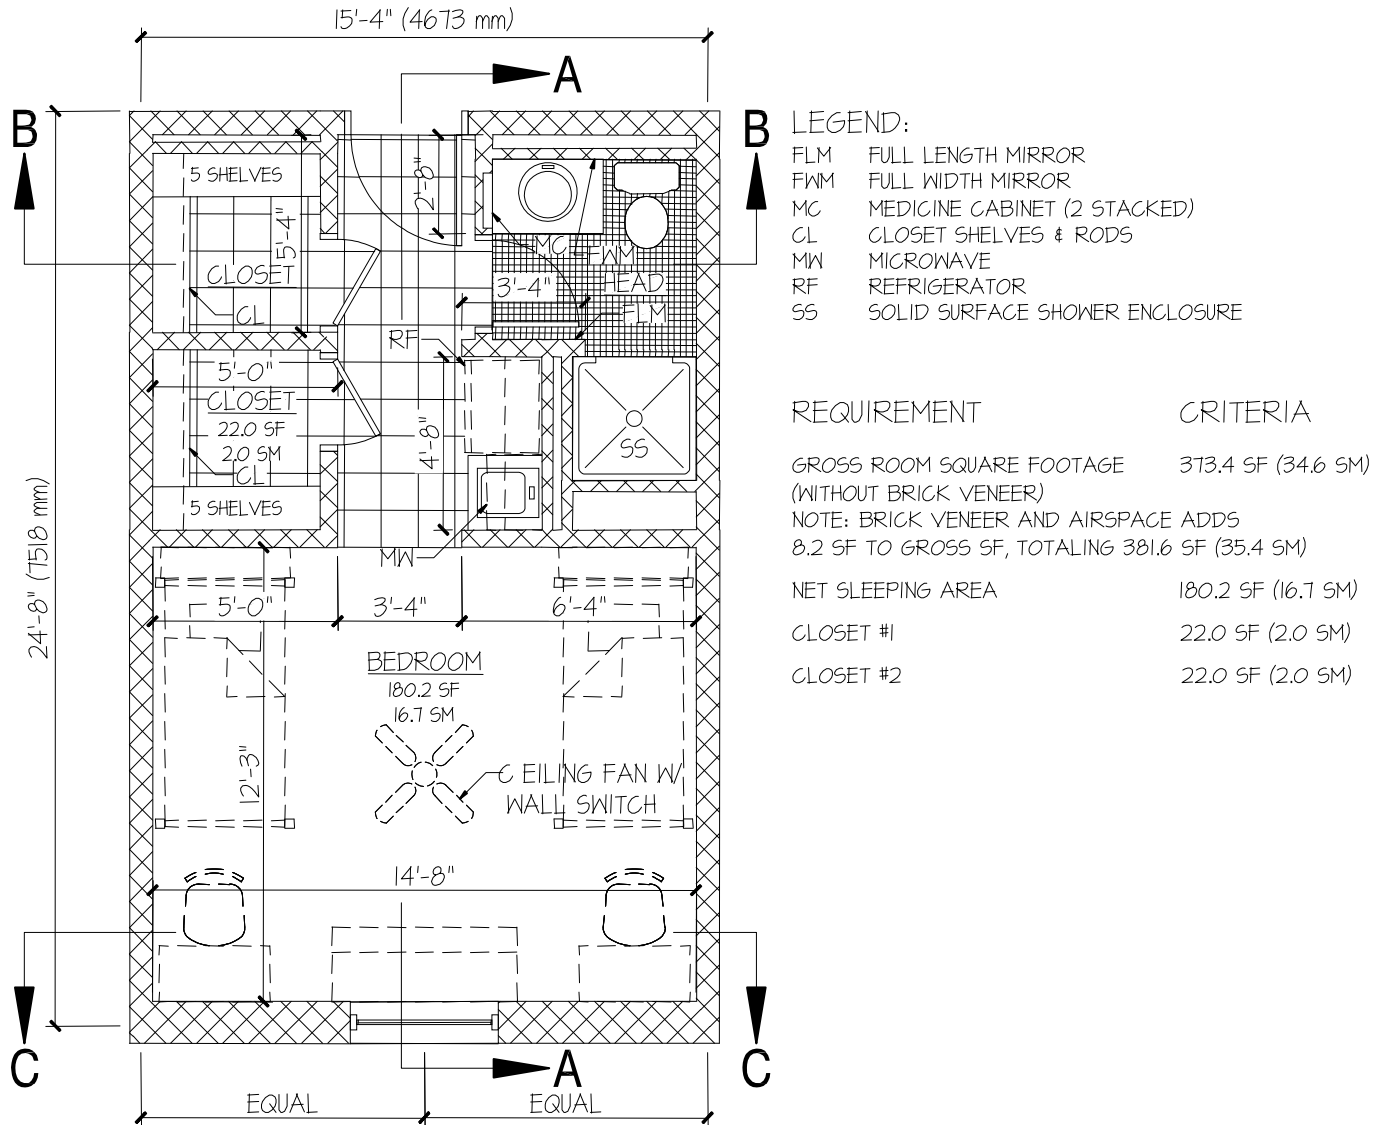 15'-4" (4673 mm)
A
B
B
5 SHELVES
2'-8"
5'-4"
CLOSET
CL
MC
FWM
3'-4"
HEAD
FLM
RF
5'-0"
CLOSET
22.0 SF
2.0 SM
CL
5 SHELVES
4'-8"
SS
MW
24'-8" (7518 mm)
5'-0"
3'-4"
6'-4"
BEDROOM
180.2 SF
16.7 SM
12'-3"
C EILING FAN W/
WALL SWITCH
14'-8"
C
C
A
EQUAL
EQUAL
LEGEND:
FLM FULL LENGTH MIRROR
FWM FULL WIDTH MIRROR
MC MEDICINE CABINET (2 STACKED)
CL CLOSET SHELVES & RODS
MW MICROWAVE
RF REFRIGERATOR
SS SOLID SURFACE SHOWER ENCLOSURE
REQUIREMENT CRITERIA
GROSS ROOM SQUARE FOOTAGE 373.4 SF (34.6 SM)
(WITHOUT BRICK VENEER)
NOTE: BRICK VENEER AND AIRSPACE ADDS
8.2 SF TO GROSS SF, TOTALING 381.6 SF (35.4 SM)
NET SLEEPING AREA 180.2 SF (16.7 SM)
CLOSET #1 22.0 SF (2.0 SM)
CLOSET #2 22.0 SF (2.0 SM)